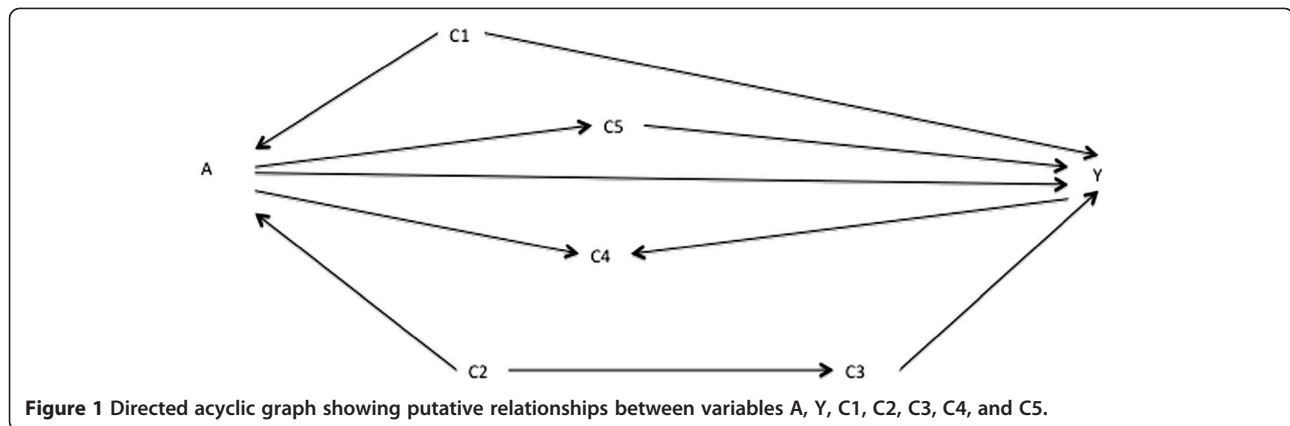 C1
C5
A
Y
C4
C2
C3
Figure 1 Directed acyclic graph showing putative relationships between variables A, Y, C1, C2, C3, C4, and C5.